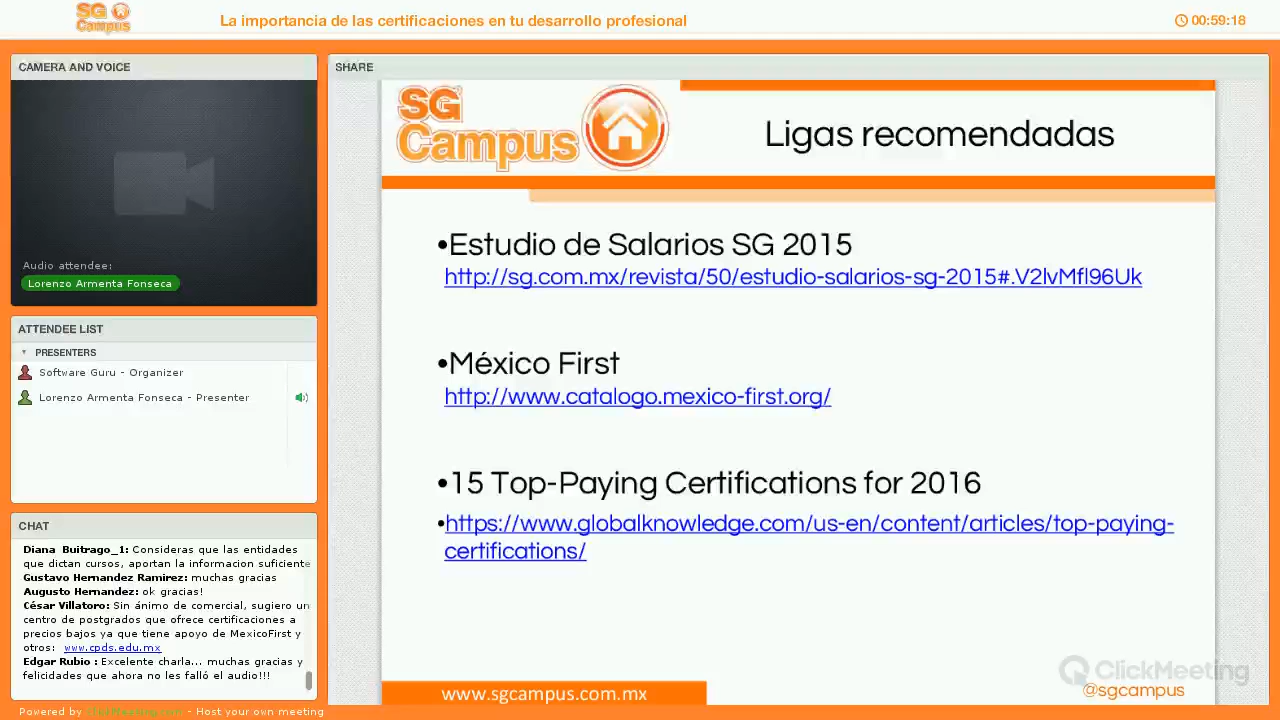 SG Campus
La importancia de las certificaciones en tu desarrollo profesional
00:59:18
CAMERA AND VOICE
Audio attendee:
Lorenzo Armenta Fonseca
ATTENDEE LIST
PRESENTERS
Software Guru - Organizer
Lorenzo Armenta Fonseca - Presenter
CHAT
Diana Buitrago_1: Consideras que las entidades
que dictan cursos, aportan la informacion suficiente
Gustavo Hernandez Ramirez: muchas gracias
Augusto Hernandez: ok gracias!
César Villatoro: Sin ánimo de comercial, sugiero un
centro de postgrados que ofrece certificaciones a
precios bajos ya que tiene apoyo de MexicoFirst y
otros: www.cpds.edu.mx
Edgar Rubio : Excelente charla... muchas gracias y
felicidades que ahora no les falló el audio!!!
Powered by ClickMeeting.com - Host your own meeting
SHARE
SG
Campus
Ligas recomendadas
•Estudio de Salarios SG 2015
http://sg.com.mx/revista/50/estudio-salarios-sg-2015#.V2lvMfl96Uk
•México First
http://www.catalogo.mexico-first.org/
•15 Top-Paying Certifications for 2016
•https://www.globalknowledge.com/us-en/content/articles/top-paying-
certifications/
www.sgcampus.com.mx
ClickMeeting
@sgcampus